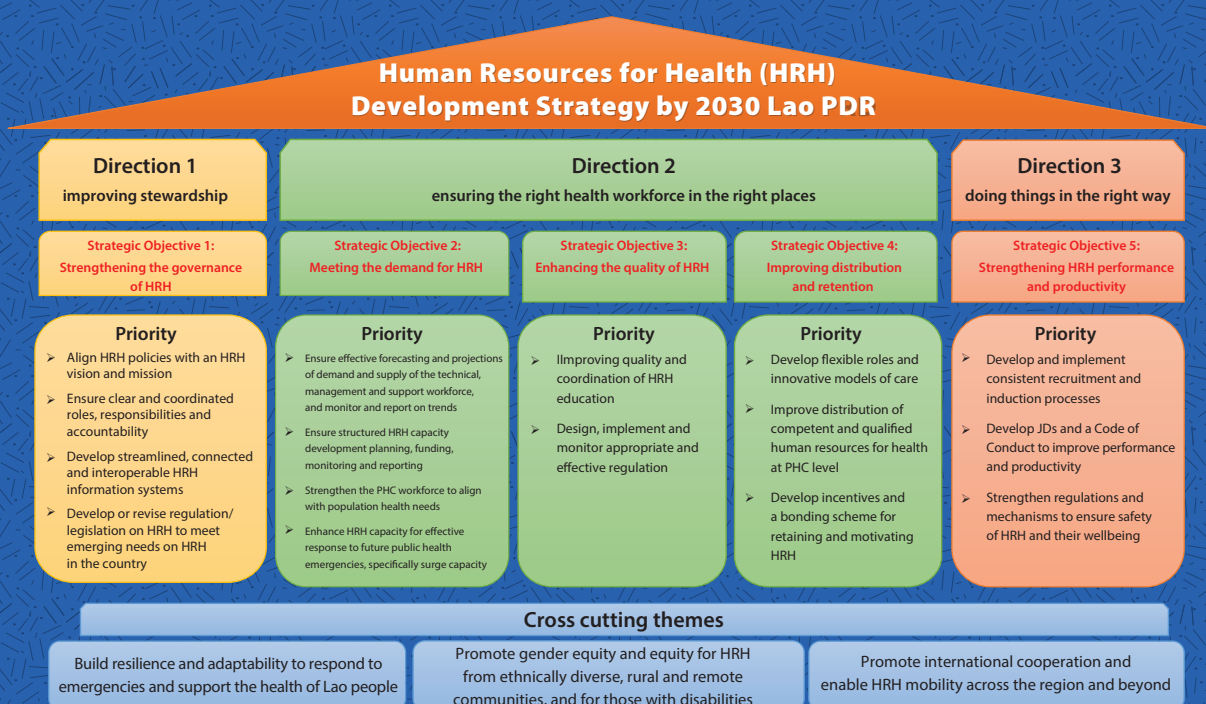 Human Resources for Health (HRH)
Development Strategy by 2030 Lao PDR
Direction 1
improving stewardship
Direction 2
ensuring the right health workforce in the right places
Direction 3
doing things in the right way
Strategic Objective 1:
Strengthening the governance
of HRH
Strategic Objective 2:
Meeting the demand for HRH
Strategic Objective 3:
Enhancing the quality of HRH
Strategic Objective 4:
Improving distribution
and retention
Strategic Objective 5:
Strengthening HRH performance
and productivity
Priority
➢ Align HRH policies with an HRH
vision and mission
➢ Ensure clear and coordinated
roles, responsibilities and
accountability
➢ Develop streamlined, connected
and interoperable HRH
information systems
➢ Develop or revise regulation/
legislation on HRH to meet
emerging needs on HRH
in the country
Priority
➢ Ensure effective forecasting and projections
of demand and supply of the technical,
management and support workforce,
and monitor and report on trends
➢ Ensure structured HRH capacity
development planning, funding,
monitoring and reporting
➢ Strengthen the PHC workforce to align
with population health needs
➢ Enhance HRH capacity for effective
response to future public health
emergencies, specifically surge capacity
Priority
➢ IImproving quality and
coordination of HRH
education
➢ Design, implement and
monitor appropriate and
effective regulation
Priority
➢ Develop flexible roles and
innovative models of care
➢ Improve distribution of
competent and qualified
human resources for health
at PHC level
➢ Develop incentives and
a bonding scheme for
retaining and motivating
HRH
Priority
➢ Develop and implement
consistent recruitment and
induction processes
➢ Develop JDs and a Code of
Conduct to improve performance
and productivity
➢ Strengthen regulations and
mechanisms to ensure safety
of HRH and their wellbeing
Cross cutting themes
Build resilience and adaptability to respond to
emergencies and support the health of Lao people
Promote gender equity and equity for HRH
from ethnically diverse, rural and remote
communities, and for those with disabilities
Promote international cooperation and
enable HRH mobility across the region and beyond